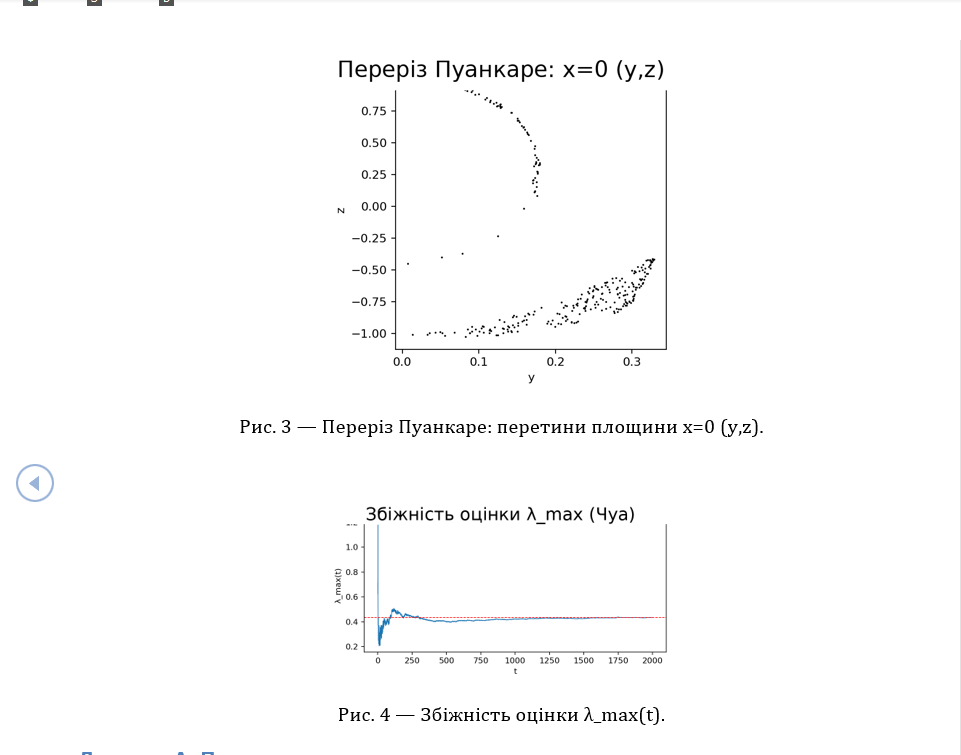 Переріз Пуанкаре: x=0 (y,z)
0.75
0.50
0.25
0.00
−0.25
−0.50
−0.75
−1.00
z
0.0 0.1 0.2 0.3
y
Рис. 3 — Переріз Пуанкаре: перетини площини x=0 (y,z).
Збіжність оцінки λ_max (Чуа)
1.0
0.8
0.6
0.4
0.2
λ_max(t)
0 250 500 750 1000 1250 1500 1750 2000
t
Рис. 4 — Збіжність оцінки λ_max(t).